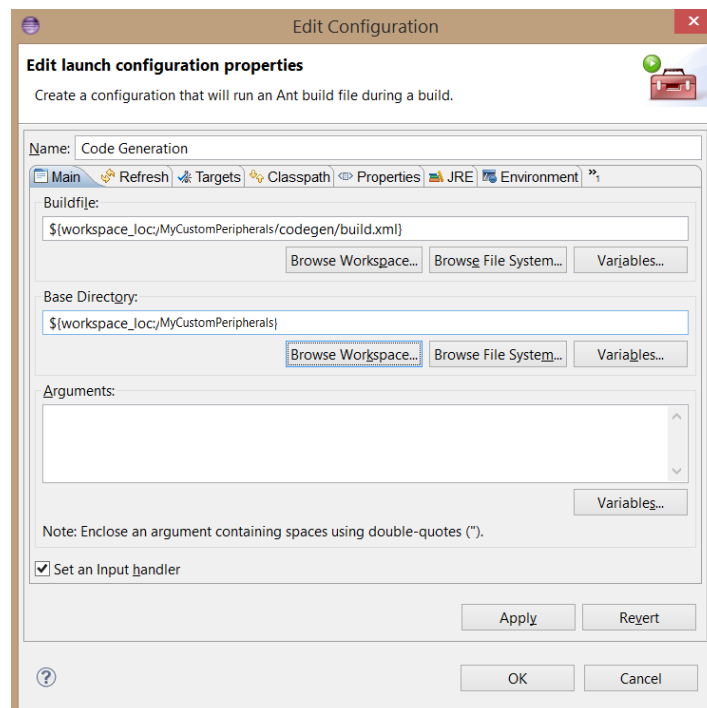 Edit Configuration
x
Edit launch configuration properties
Create a configuration that will run an Ant build file during a build.
Name: Code Generation
Main Refresh Targets Classpath Properties JRE Environment »1
Buildfile:
${workspace_loc:/MyCustomPeripherals/codegen/build.xml}
Browse Workspace... Browse File System... Variables...
Base Directory:
${workspace_loc:/MyCustomPeripherals}
Browse Workspace... Browse File System... Variables...
Arguments:
Variables...
Note: Enclose an argument containing spaces using double-quotes (").
Set an Input handler
Apply Revert
? OK Cancel